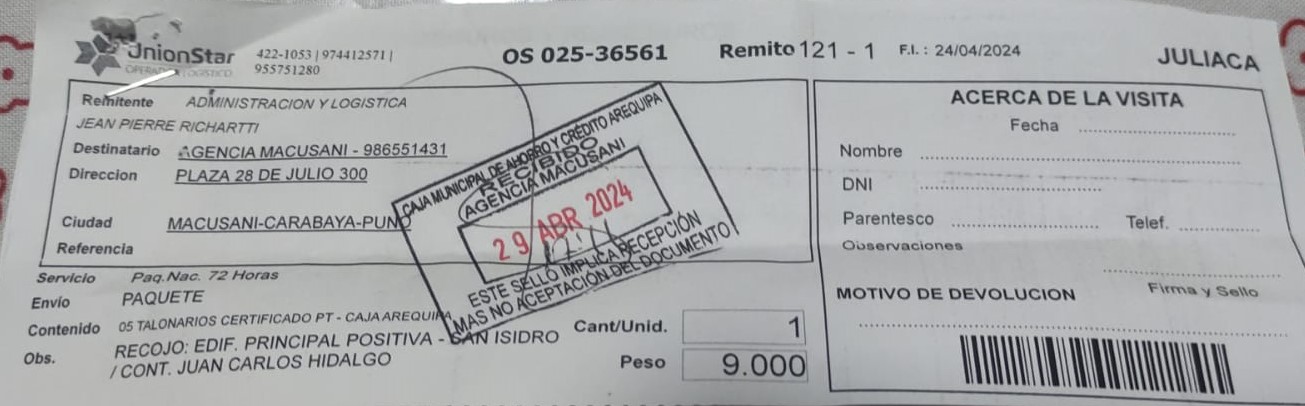 UnionStar
OPERADOR LOGISTICO
422-1053 | 974412571 |
955751280
OS 025-36561
Remito 121 - 1
F.I. : 24/04/2024
JULIACA
Remitente ADMINISTRACION Y LOGISTICA
JEAN PIERRE RICHARTTI
Destinatario AGENCIA MACUSANI - 986551431
Direccion PLAZA 28 DE JULIO 300
Ciudad MACUSANI-CARABAYA-PUNO
Referencia
CAJA MUNICIPAL DE AHORRO Y CRÉDITO AREQUIPA
RECIBIDO
AGENCIA MACUSANI
29 ABR 2024
ESTE SELLO IMPLICA RECEPCIÓN
MAS NO ACEPTACIÓN DEL DOCUMENTO
Servicio Paq.Nac. 72 Horas
Envío PAQUETE
Contenido 05 TALONARIOS CERTIFICADO PT - CAJA AREQUIPA
Obs. RECOJO: EDIF. PRINCIPAL POSITIVA - SAN ISIDRO
/ CONT. JUAN CARLOS HIDALGO
Cant/Unid. 1
Peso 9.000
ACERCA DE LA VISITA
Fecha
Nombre
DNI
Parentesco Telef.
Observaciones
Firma y Sello
MOTIVO DE DEVOLUCION